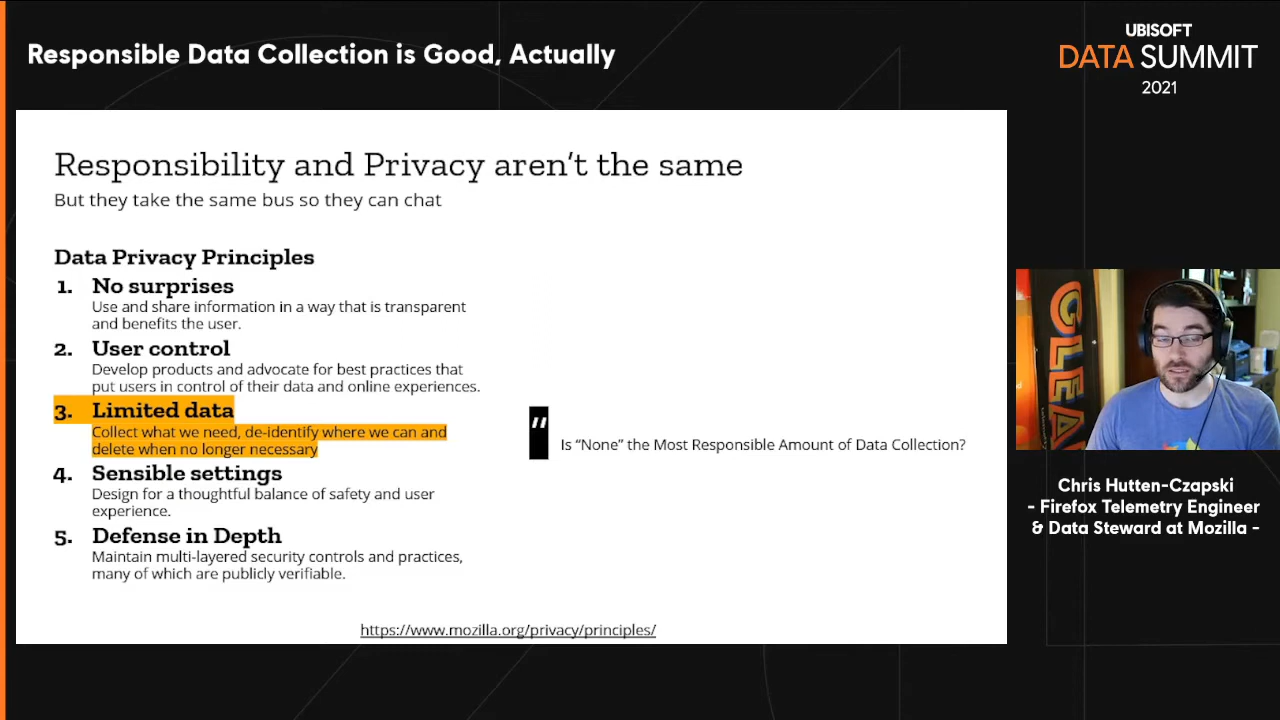 Responsible Data Collection is Good, Actually
UBISOFT
DATA SUMMIT
2021
Responsibility and Privacy aren't the same
But they take the same bus so they can chat
Data Privacy Principles
1. No surprises
Use and share information in a way that is transparent
and benefits the user.
2. User control
Develop products and advocate for best practices that
put users in control of their data and online experiences.
3. Limited data
Collect what we need, de-identify where we can and
delete when no longer necessary
4. Sensible settings
Design for a thoughtful balance of safety and user
experience.
5. Defense in Depth
Maintain multi-layered security controls and practices,
many of which are publicly verifiable.
"
Is “None” the Most Responsible Amount of Data Collection?
https://www.mozilla.org/privacy/principles/
GLEA
Chris Hutten-Czapski
- Firefox Telemetry Engineer
& Data Steward at Mozilla -